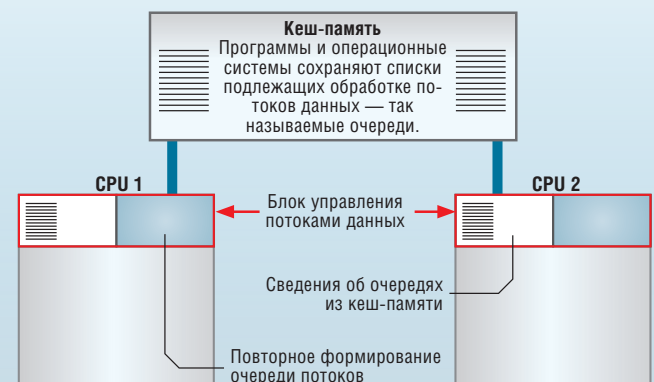 Кеш-память
Программы и операционные
системы сохраняют списки
подлежащих обработке по-
токов данных — так
называемые очереди.
CPU 1
CPU 2
Блок управления
потоками данных
Сведения об очередях
из кеш-памяти
Повторное формирование
очереди потоков